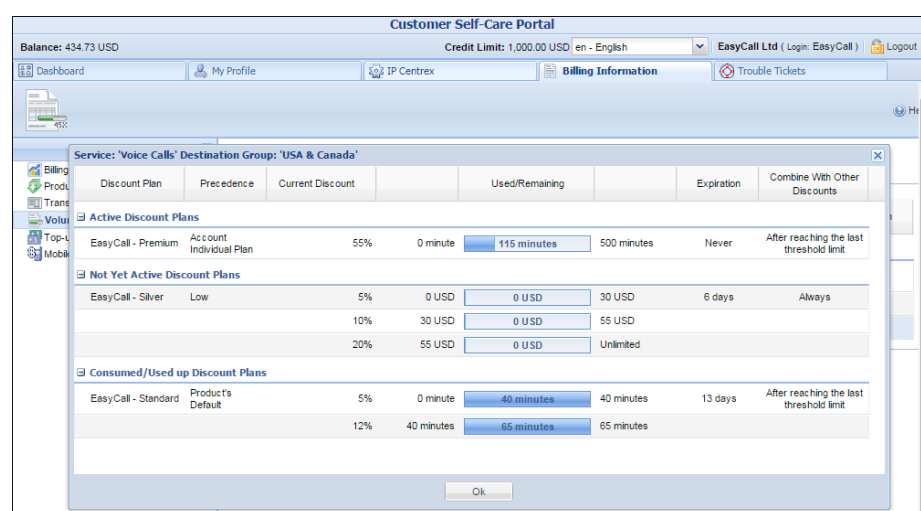 Customer Self-Care Portal
Balance: 434.73 USD Credit Limit: 1,000.00 USD en - English EasyCall Ltd ( Login: EasyCall ) Logout
Dashboard My Profile IP Centrex Billing Information Trouble Tickets
45%
Service: 'Voice Calls' Destination Group: 'USA & Canada'
Billing
Discount Plan Precedence Current Discount Used/Remaining Expiration Combine With Other Discounts
Active Discount Plans
EasyCall - Premium Account Individual Plan 55% 0 minute 115 minutes 500 minutes Never After reaching the last threshold limit
Not Yet Active Discount Plans
EasyCall - Silver Low 5% 0 USD 0 USD 30 USD 6 days Always
10% 30 USD 0 USD 55 USD
20% 55 USD 0 USD Unlimited
Consumed/Used up Discount Plans
EasyCall - Standard Product's Default 5% 0 minute 40 minutes 40 minutes 13 days After reaching the last threshold limit
12% 40 minutes 65 minutes 65 minutes
Ok